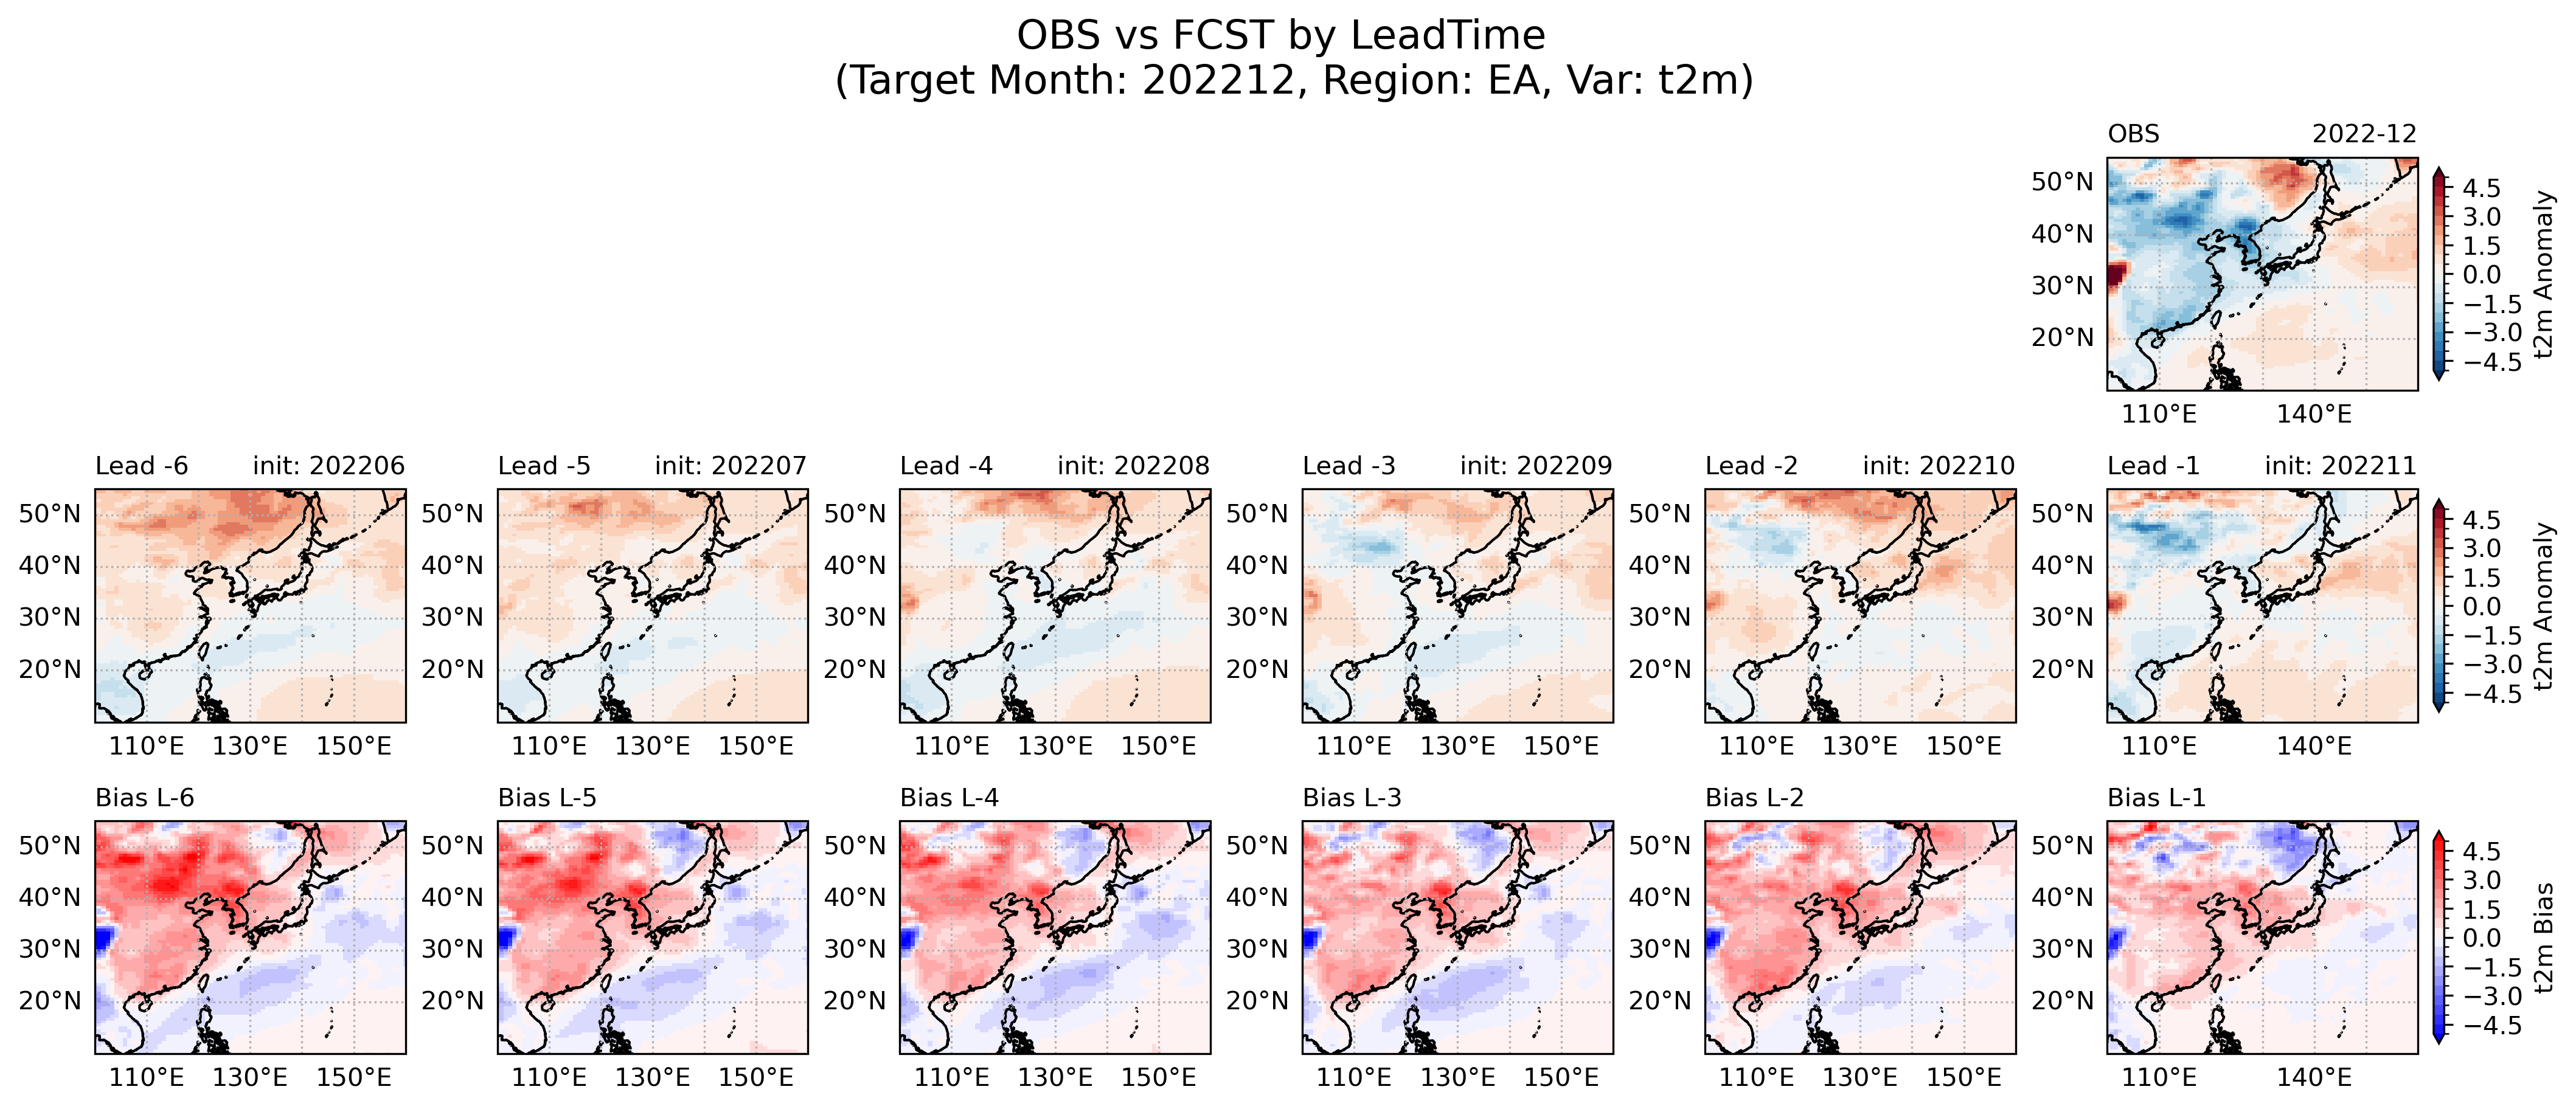 OBS vs FCST by LeadTime
(Target Month: 202212, Region: EA, Var: t2m)
OBS 2022-12
50°N
40°N
30°N
20°N
110°E 140°E
4.5
3.0
1.5
0.0
−1.5
−3.0
−4.5
t2m Anomaly
Lead -6 init: 202206
50°N
40°N
30°N
20°N
110°E 130°E 150°E
Lead -5 init: 202207
50°N
40°N
30°N
20°N
110°E 130°E 150°E
Lead -4 init: 202208
50°N
40°N
30°N
20°N
110°E 130°E 150°E
Lead -3 init: 202209
50°N
40°N
30°N
20°N
110°E 130°E 150°E
Lead -2 init: 202210
50°N
40°N
30°N
20°N
110°E 130°E 150°E
Lead -1 init: 202211
50°N
40°N
30°N
20°N
110°E 140°E
4.5
3.0
1.5
0.0
−1.5
−3.0
−4.5
t2m Anomaly
Bias L-6
50°N
40°N
30°N
20°N
110°E 130°E 150°E
Bias L-5
50°N
40°N
30°N
20°N
110°E 130°E 150°E
Bias L-4
50°N
40°N
30°N
20°N
110°E 130°E 150°E
Bias L-3
50°N
40°N
30°N
20°N
110°E 130°E 150°E
Bias L-2
50°N
40°N
30°N
20°N
110°E 130°E 150°E
Bias L-1
50°N
40°N
30°N
20°N
110°E 140°E
4.5
3.0
1.5
0.0
−1.5
−3.0
−4.5
t2m Bias